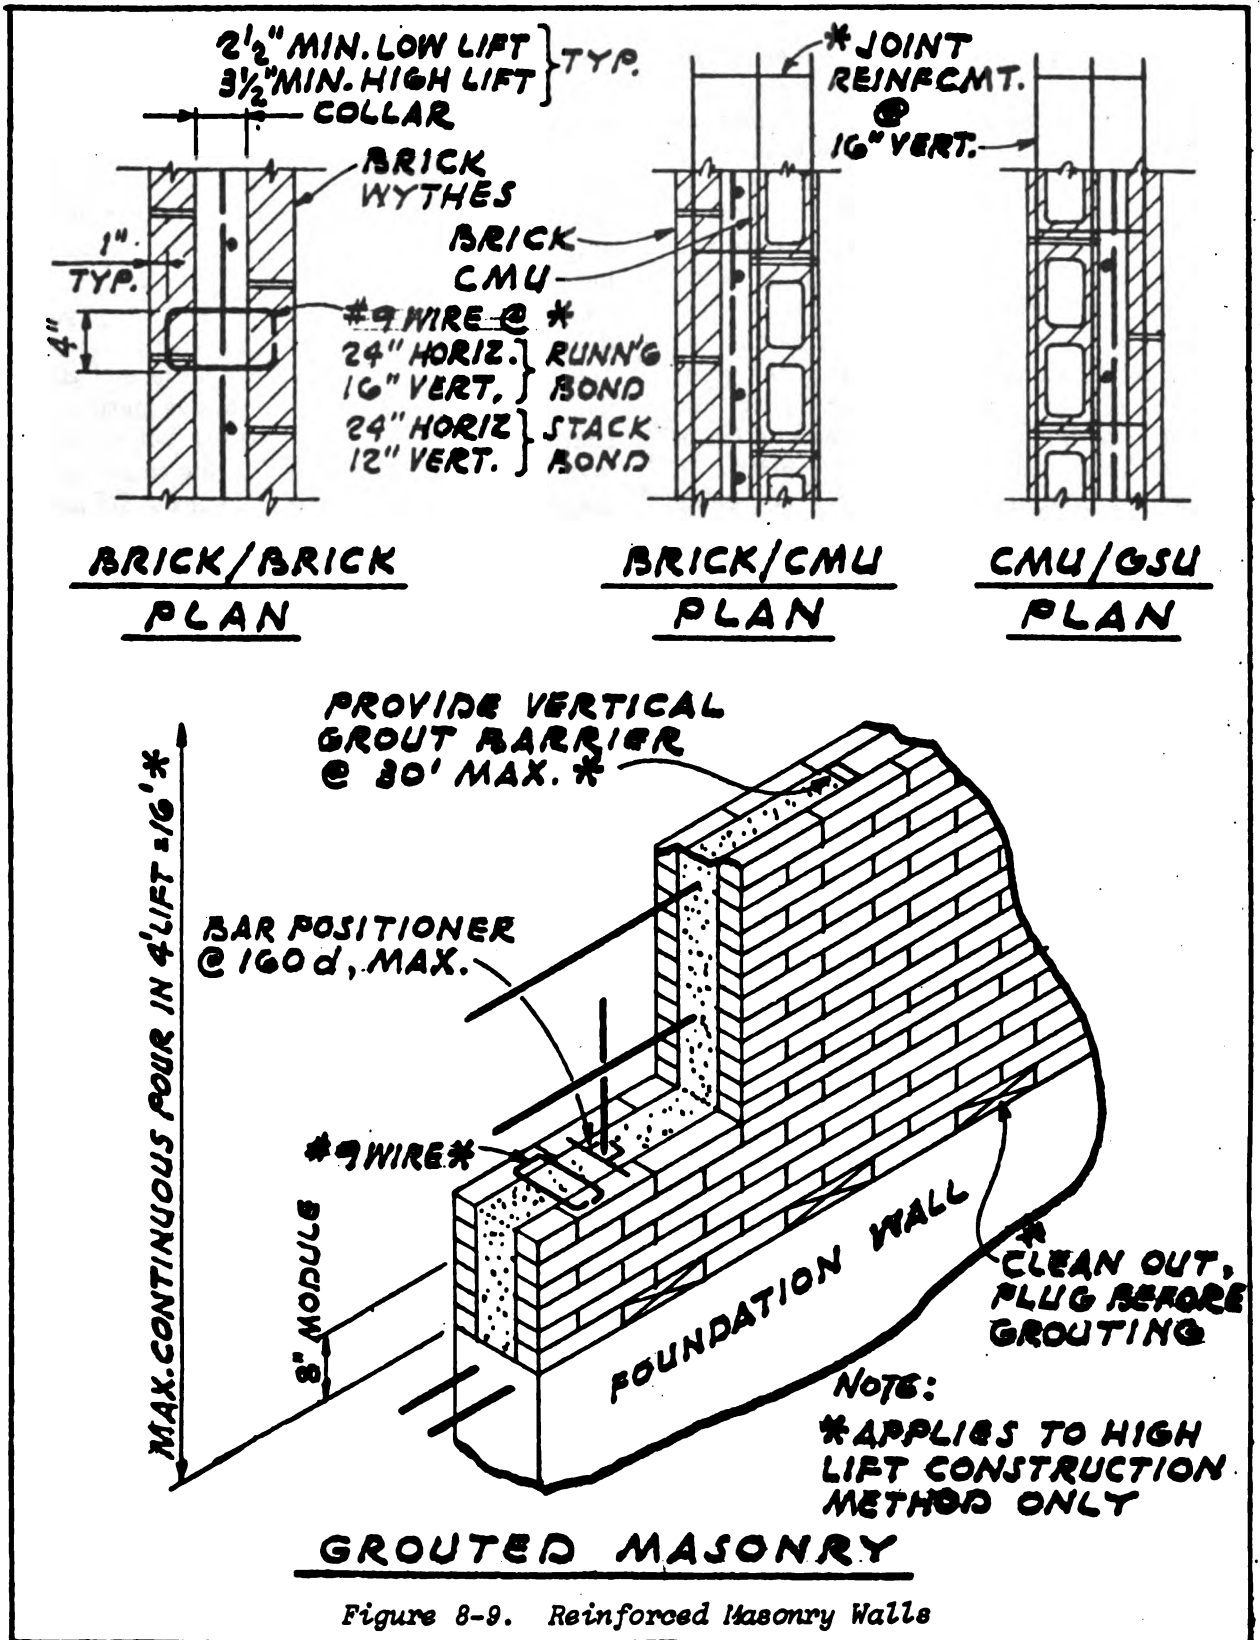 2½" MIN. LOW LIFT
3½" MIN. HIGH LIFT
TYP.
COLLAR
BRICK
WYTHES
1"
TYP.
4"
#9 WIRE @ *
24" HORIZ.
16" VERT.
RUNN'G
BOND
24" HORIZ
12" VERT.
STACK
BOND
BRICK
CMU
* JOINT
REINFCMT.
@
16" VERT.
BRICK/BRICK
PLAN
BRICK/CMU
PLAN
CMU/GSU
PLAN
PROVIDE VERTICAL
GROUT BARRIER
@ 30' MAX. *
MAX. CONTINUOUS POUR IN 4' LIFT = 16' *
BAR POSITIONER
@ 160 d, MAX.
#9 WIRE *
8" MODULE
FOUNDATION WALL
*
CLEAN OUT,
PLUG BEFORE
GROUTING
NOTE:
* APPLIES TO HIGH
LIFT CONSTRUCTION
METHOD ONLY
GROUTED MASONRY
Figure 8-9. Reinforced Masonry Walls